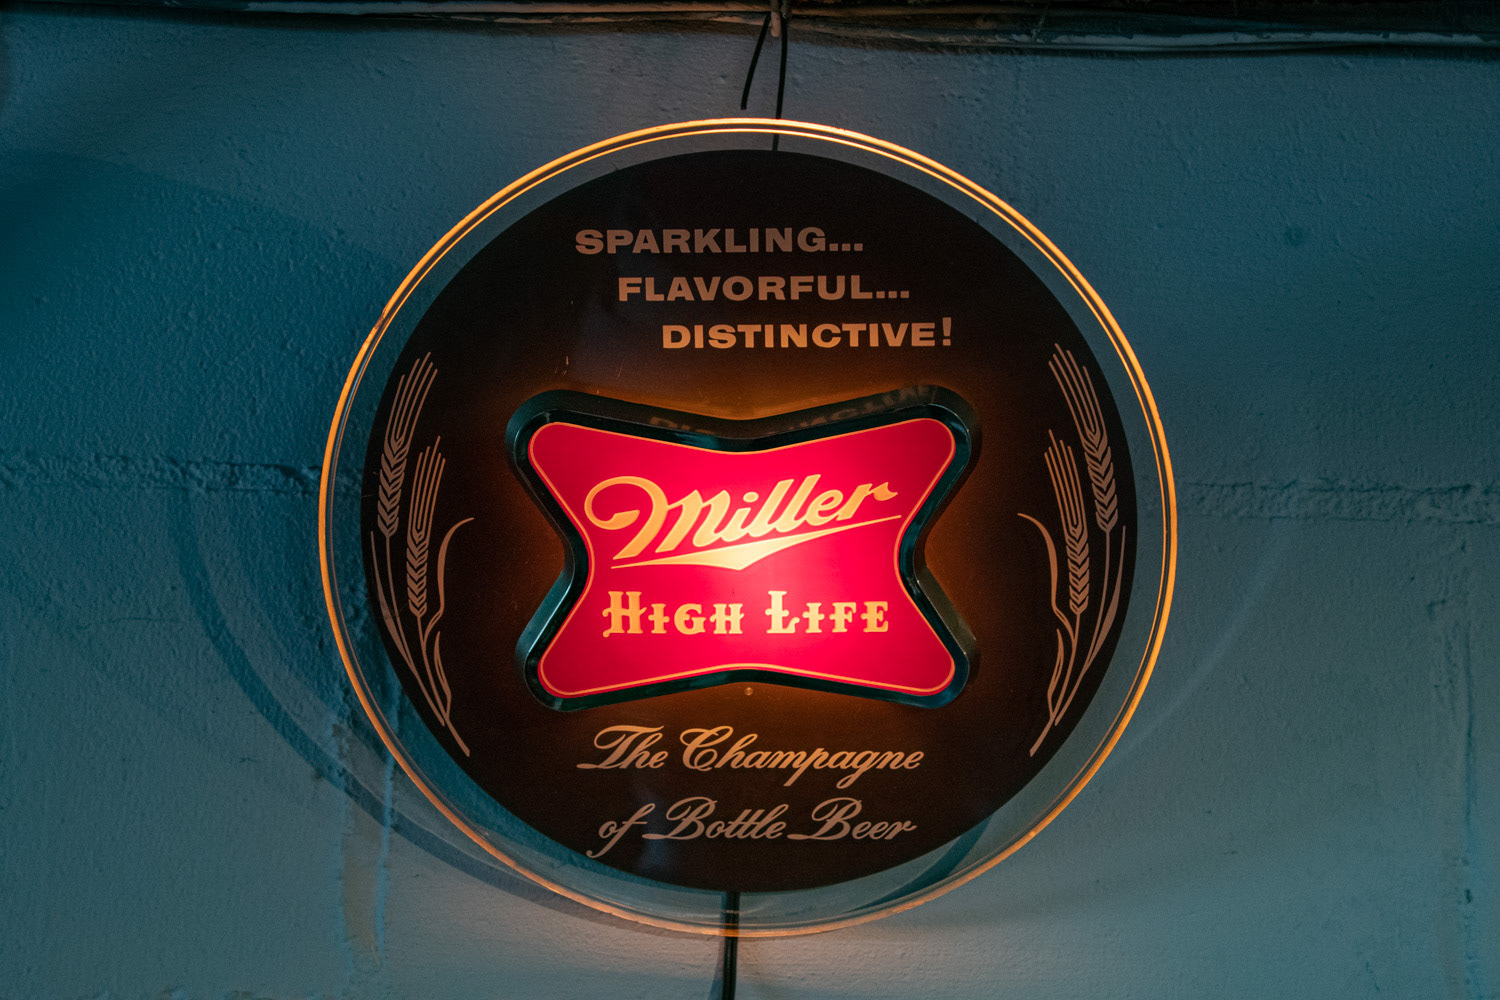 SPARKLING...
FLAVORFUL...
DISTINCTIVE!
Miller
HIGH LIFE
The Champagne
of Bottle Beer